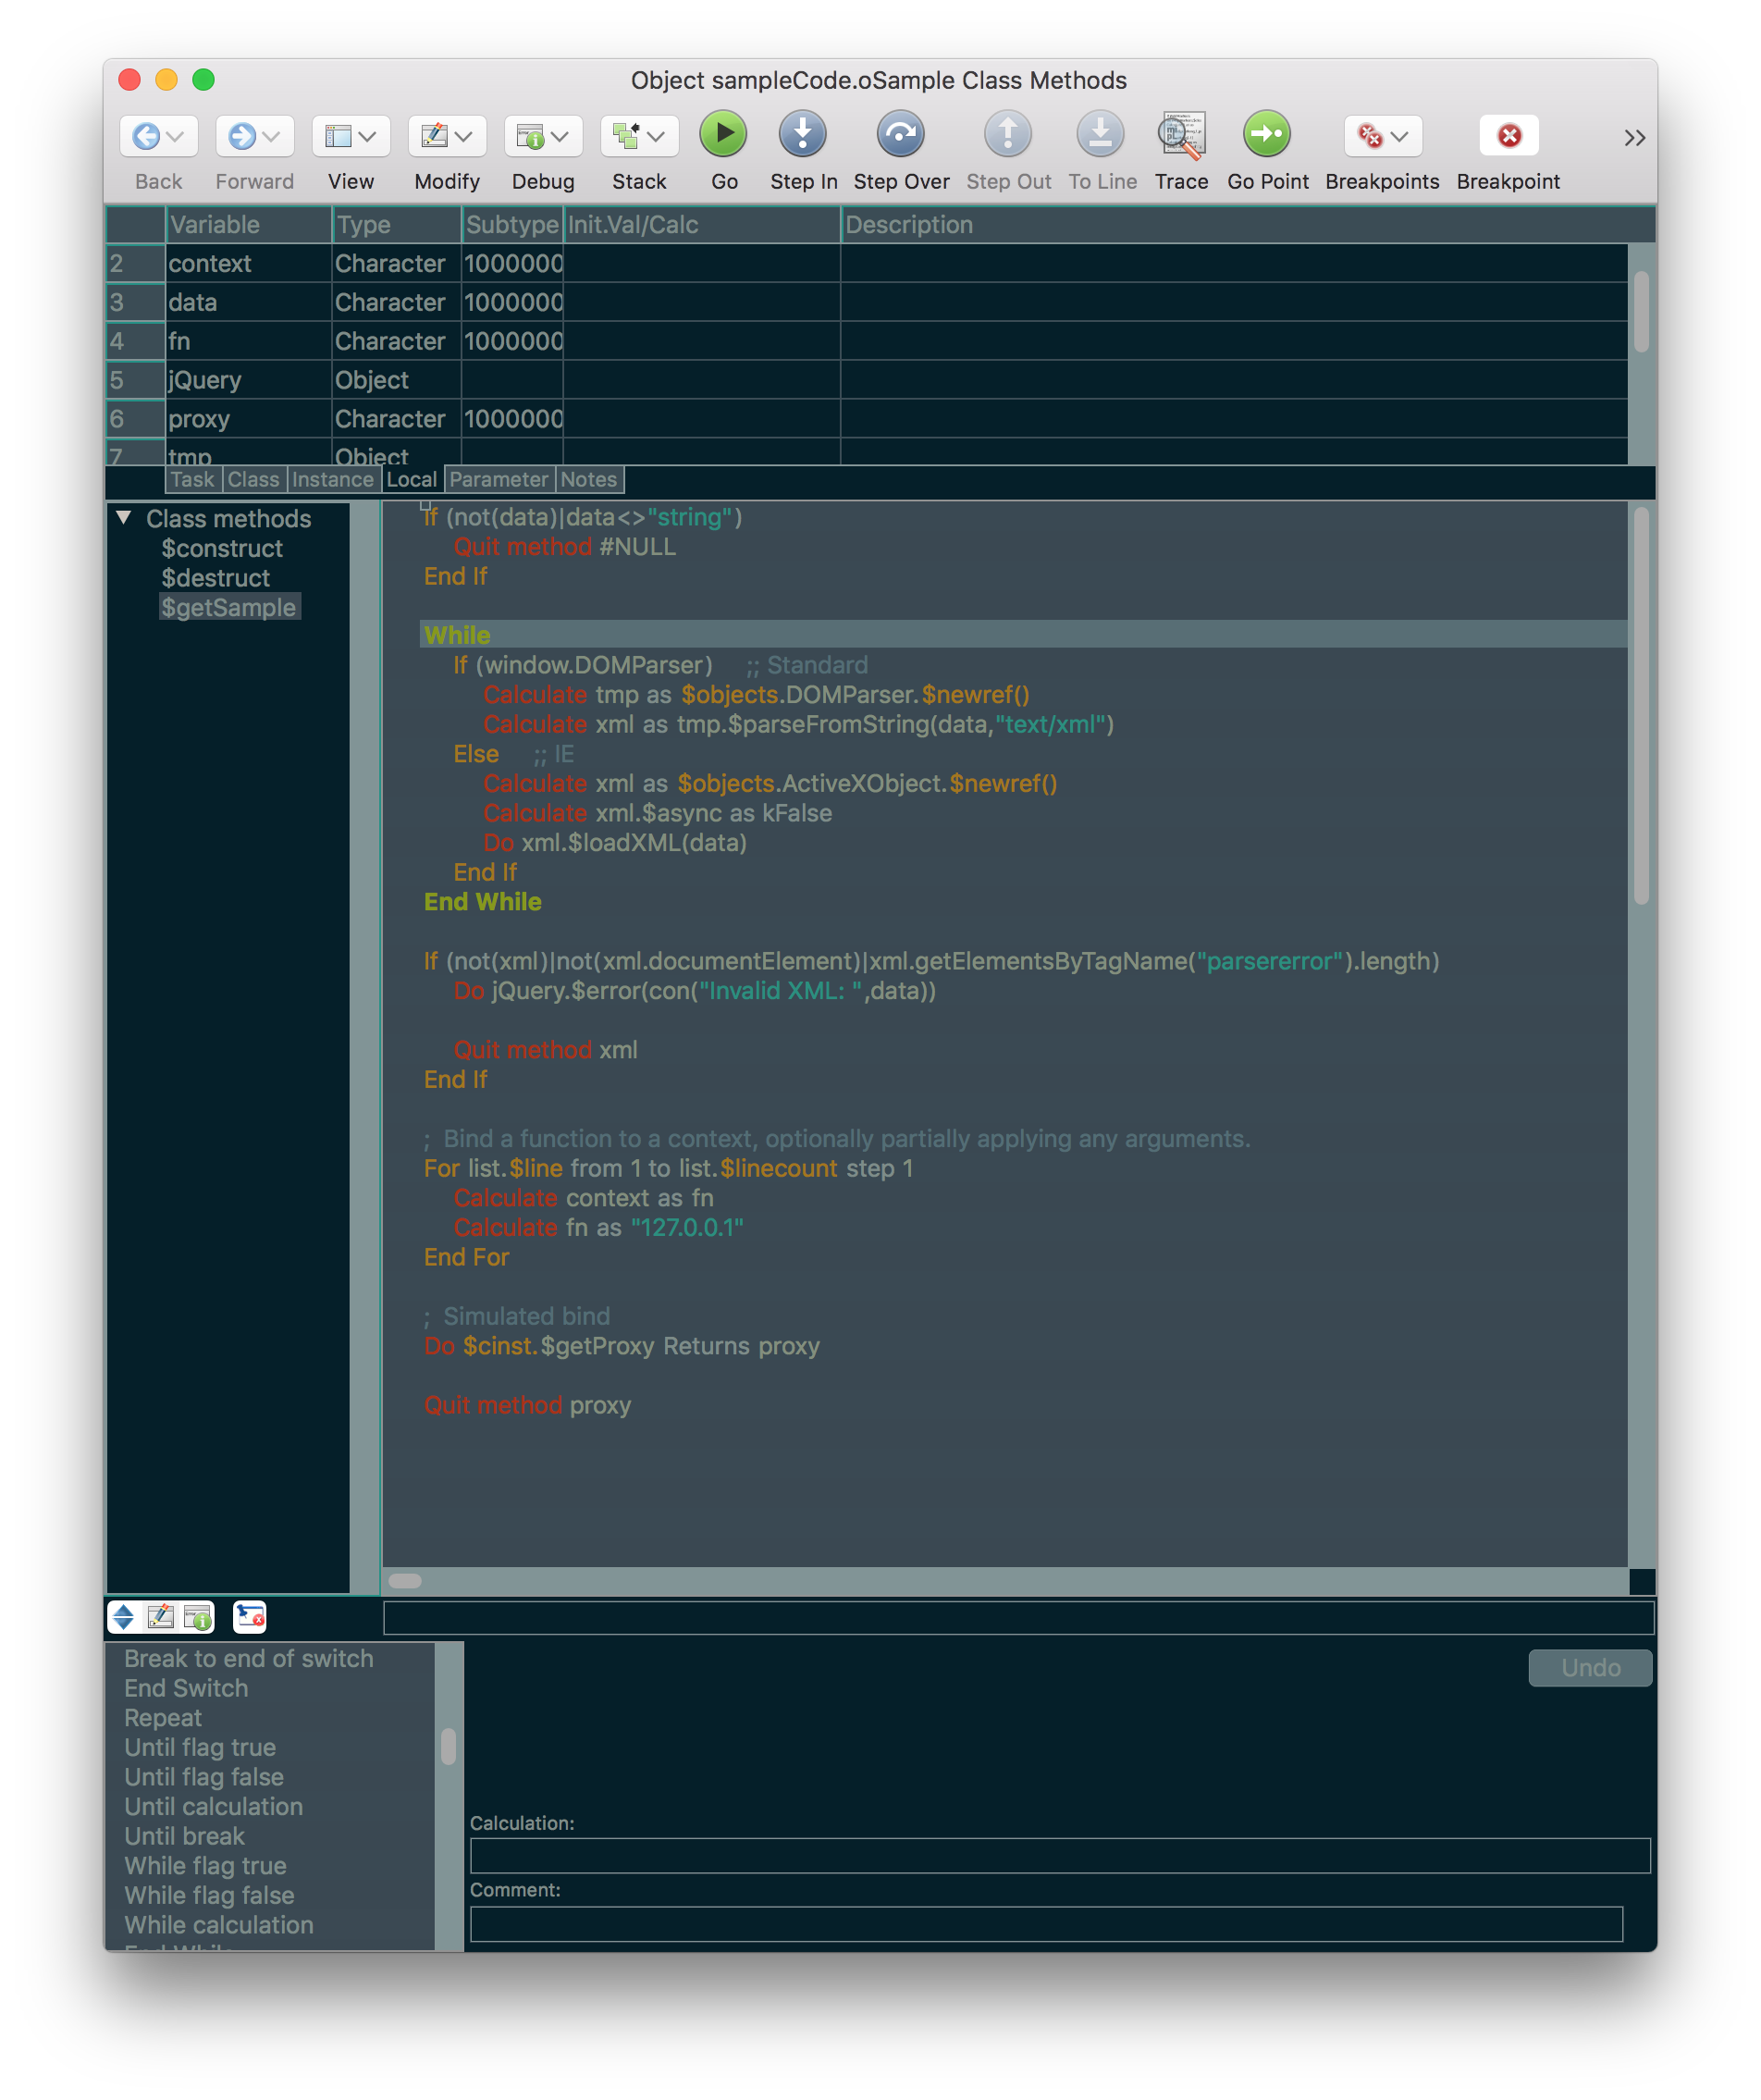 Object sampleCode.oSample Class Methods
Back Forward View Modify Debug Stack Go Step In Step Over Step Out To Line Trace Go Point Breakpoints Breakpoint
Variable Type Subtype Init.Val/Calc Description
2 context Character 1000000
3 data Character 1000000
4 fn Character 1000000
5 jQuery Object
6 proxy Character 1000000
7 tmp Object
Task Class Instance Local Parameter Notes
Class methods
$construct
$destruct
$getSample
If (not(data)|data<>"string")
Quit method #NULL
End If
While
If (window.DOMParser) ;; Standard
Calculate tmp as $objects.DOMParser.$newref()
Calculate xml as tmp.$parseFromString(data,"text/xml")
Else ;; IE
Calculate xml as $objects.ActiveXObject.$newref()
Calculate xml.$async as kFalse
Do xml.$loadXML(data)
End If
End While
If (not(xml)|not(xml.documentElement)|xml.getElementsByTagName("parsererror").length)
Do jQuery.$error(con("Invalid XML: ",data))
Quit method xml
End If
; Bind a function to a context, optionally partially applying any arguments.
For list.$line from 1 to list.$linecount step 1
Calculate context as fn
Calculate fn as "127.0.0.1"
End For
; Simulated bind
Do $cinst.$getProxy Returns proxy
Quit method proxy
Break to end of switch
End Switch
Repeat
Until flag true
Until flag false
Until calculation
Until break
While flag true
While flag false
While calculation
End While
Undo
Calculation:
Comment: